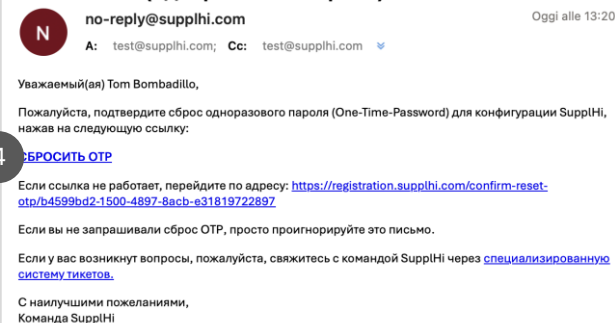 N
no-reply@supplhi.com
Oggi alle 13:20
A: test@supplhi.com; Cc: test@supplhi.com
Уважаемый(ая) Tom Bombadillo,
Пожалуйста, подтвердите сброс одноразового пароля (One-Time-Password) для конфигурации SupplHi,
нажав на следующую ссылку:
СБРОСИТЬ OTP
Если ссылка не работает, перейдите по адресу: https://registration.supplhi.com/confirm-reset-
otp/b4599bd2-1500-4897-8acb-e31819722897
Если вы не запрашивали сброс OTP, просто проигнорируйте это письмо.
Если у вас возникнут вопросы, пожалуйста, свяжитесь с командой SupplHi через специализированную
систему тикетов.
С наилучшими пожеланиями,
Команда SupplHi